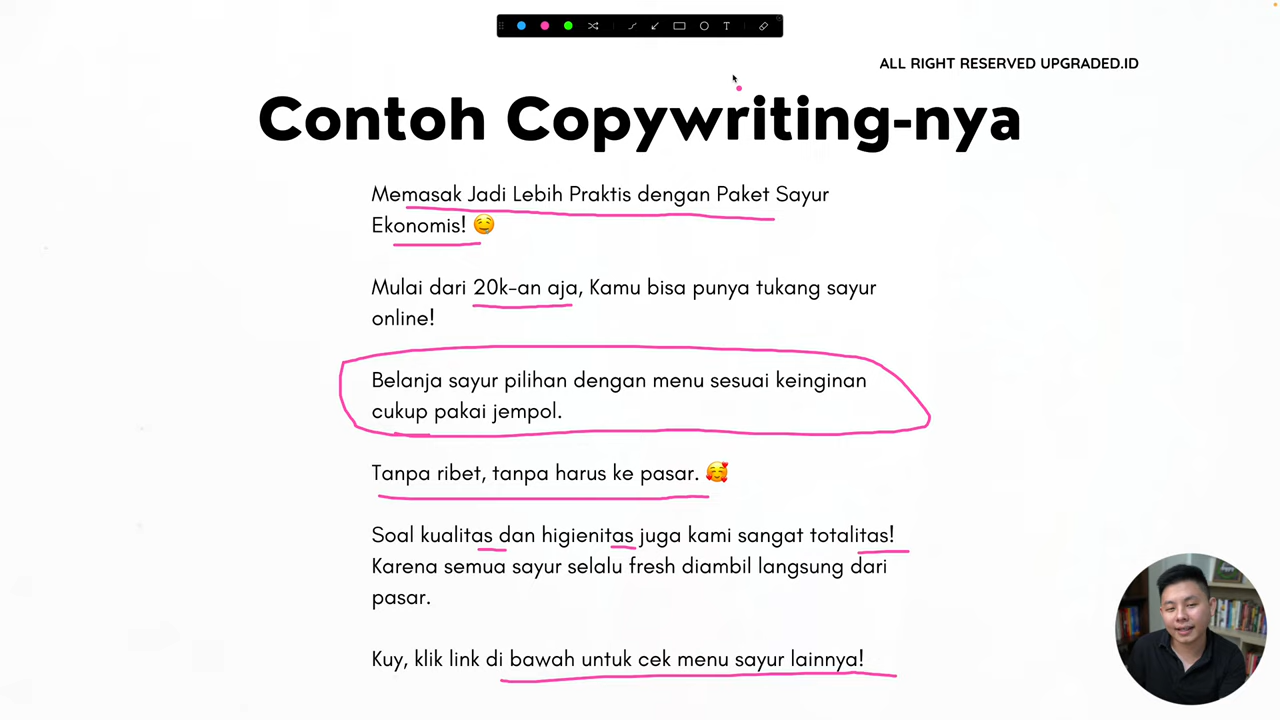 ALL RIGHT RESERVED UPGRADED.ID
Contoh Copywriting-nya
Memasak Jadi Lebih Praktis dengan Paket Sayur
Ekonomis! 😋
Mulai dari 20k-an aja, Kamu bisa punya tukang sayur
online!
Belanja sayur pilihan dengan menu sesuai keinginan
cukup pakai jempol.
Tanpa ribet, tanpa harus ke pasar. 🥰
Soal kualitas dan higienitas juga kami sangat totalitas!
Karena semua sayur selalu fresh diambil langsung dari
pasar.
Kuy, klik link di bawah untuk cek menu sayur lainnya!